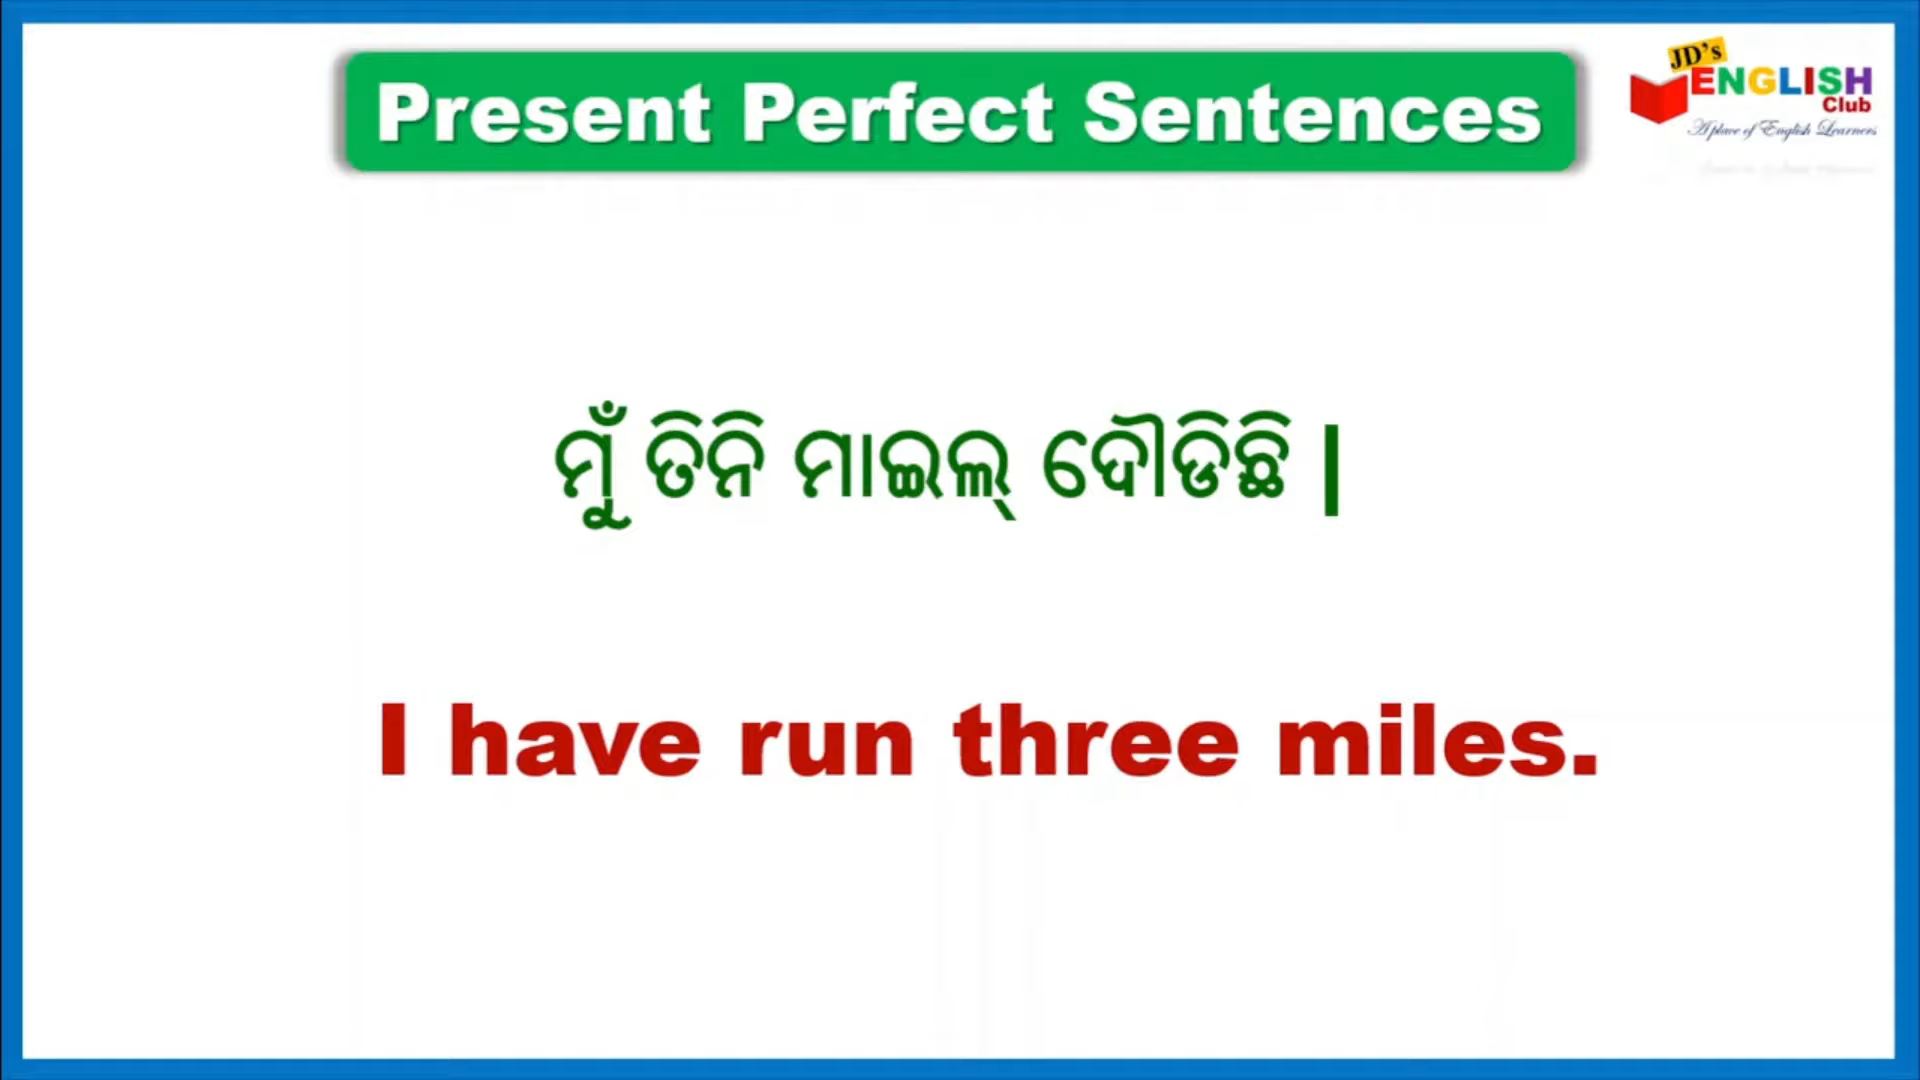 Present Perfect Sentences
JD's
ENGLISH
Club
A place of English Learners
ମୁଁ ତିନି ମାଇଲ୍ ଦୌଡିଛି |
I have run three miles.